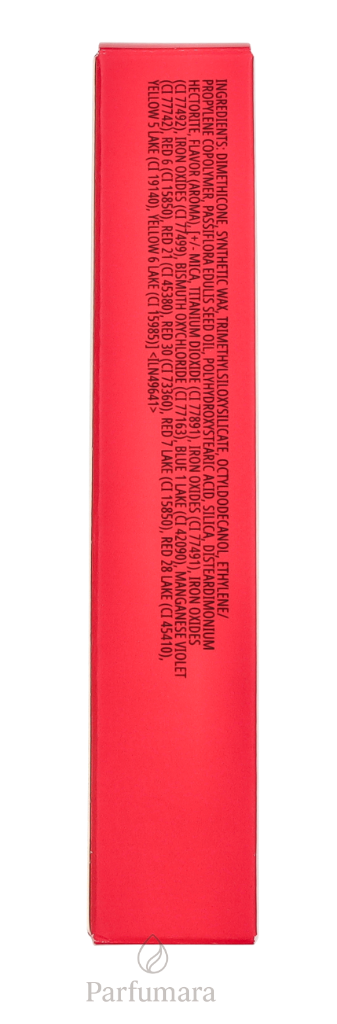 INGREDIENTS: DIMETHICONE, SYNTHETIC WAX, TRIMETHYLSILOXYSILICATE, OCTYLDODECANOL, ETHYLENE/
PROPYLENE COPOLYMER, PASSIFLORA EDULIS SEED OIL, POLYHYDROXYSTEARIC ACID, SILICA, DISTEARDIMONIUM
HECTORITE, FLAVOR (AROMA), [+/- MICA, TITANIUM DIOXIDE (CI 77891), IRON OXIDES (CI 77491), IRON OXIDES
(CI 77492), IRON OXIDES (CI 77499), BISMUTH OXYCHLORIDE (CI 77163), BLUE 1 LAKE (CI 42090), MANGANESE VIOLET
(CI 77742), RED 6 (CI 15850), RED 21 (CI 45380), RED 30 (CI 73360), RED 7 LAKE (CI 15850), RED 28 LAKE (CI 45410),
YELLOW 5 LAKE (CI 19140), YELLOW 6 LAKE (CI 15985)] <ILN49641>
Parfumara